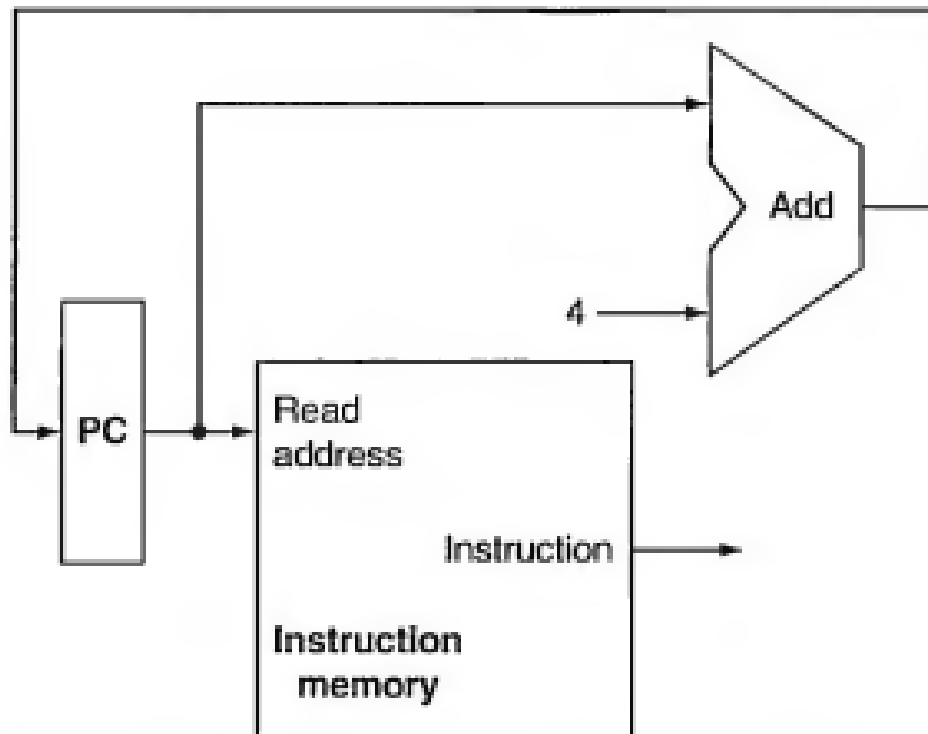 Add
4
PC
Read
address
Instruction
Instruction
memory